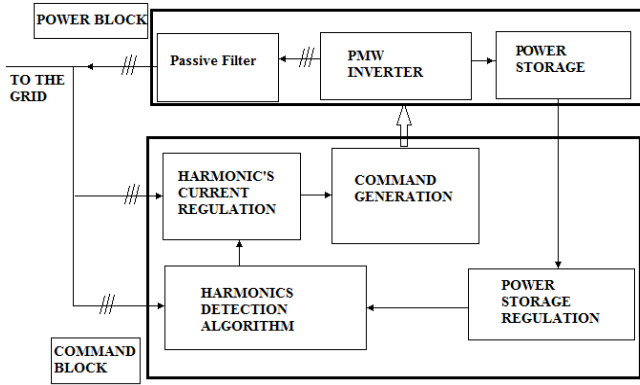 POWER BLOCK
TO THE
GRID
Passive Filter
PMW
INVERTER
POWER
STORAGE
HARMONIC'S
CURRENT
REGULATION
COMMAND
GENERATION
HARMONICS
DETECTION
ALGORITHM
POWER
STORAGE
REGULATION
COMMAND
BLOCK